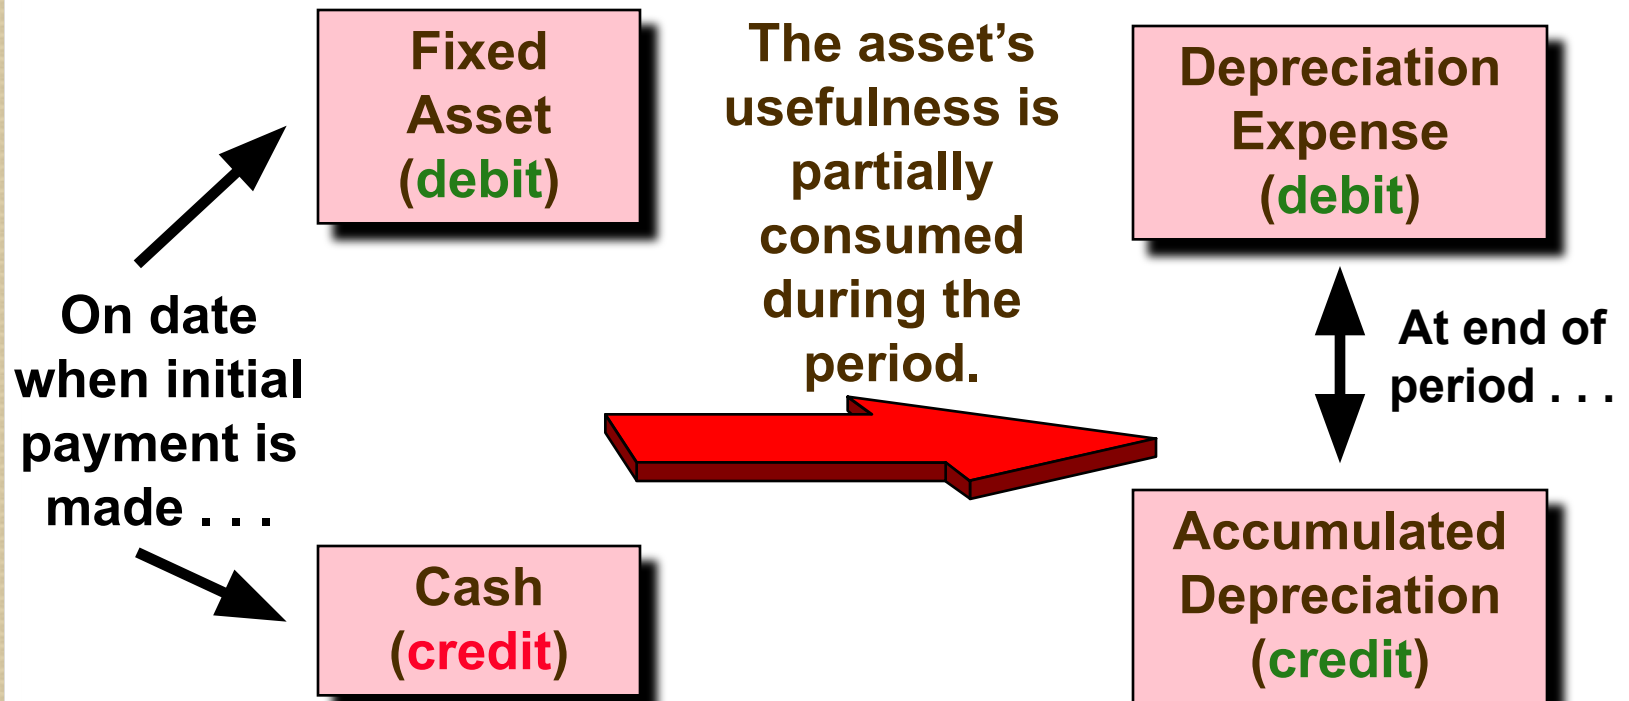 Fixed
Asset
(debit)
The asset’s
usefulness is
partially
consumed
during the
period.
Depreciation
Expense
(debit)
On date
when initial
payment is
made . . .
At end of
period . . .
Cash
(credit)
Accumulated
Depreciation
(credit)